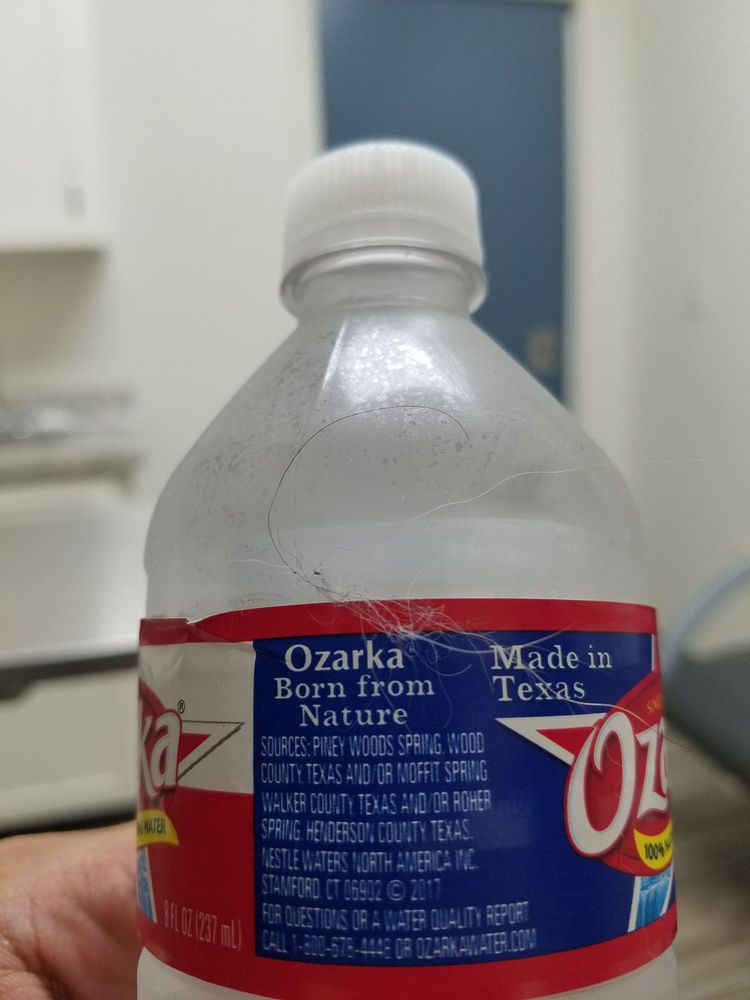 Ozarka®
Born from
Nature
SOURCES: PINEY WOODS SPRING, WOOD
COUNTY, TEXAS AND/OR MOFFIT SPRING,
WALKER COUNTY, TEXAS AND/OR ROHER
SPRING, HENDERSON COUNTY, TEXAS.
NESTLE WATERS NORTH AMERICA INC.
STAMFORD, CT 06902 © 2017
FOR QUESTIONS OR A WATER QUALITY REPORT
CALL 1-800-678-4448 OR OZARKAWATER.COM
Made in
Texas
ka®
WATER
8 FL OZ (237 mL)
Oz
100%